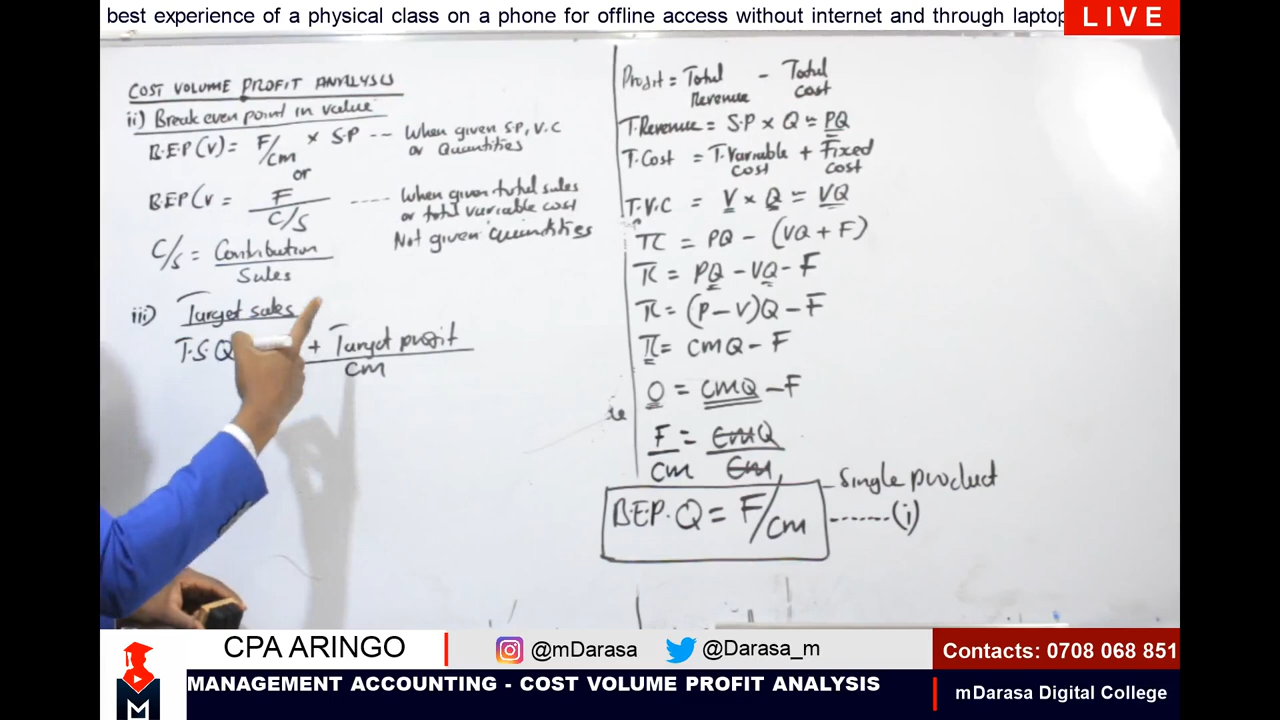 best experience of a physical class on a phone for offline access without internet and through laptop
LIVE
COST VOLUME PROFIT ANALYSIS
ii) Break even point in value
B.E.P(V) = F/cm × S.P --- When given S.P, V.C
or Quantities
or
BEP(V = F / C/S ---- When given total sales
or total variable cost
Not given Quantities
C/S = Contribution
Sales
iii) Target sales
T.S.Q + Target profit
cm
Profit = Total Revenue - Total cost
T.Revenue = S.P × Q = PQ
T.Cost = T.Variable cost + Fixed cost
T.V.C = V × Q = VQ
π = PQ - (VQ + F)
π = PQ - VQ - F
π = (P - V)Q - F
π = cmQ - F
0 = CMQ - F
F = CMQ
cm cm
B.E.P.Q = F/cm
Single product
------(i)
CPA ARINGO
@mDarasa
@Darasa_m
Contacts: 0708 068 851
M
MANAGEMENT ACCOUNTING - COST VOLUME PROFIT ANALYSIS
mDarasa Digital College